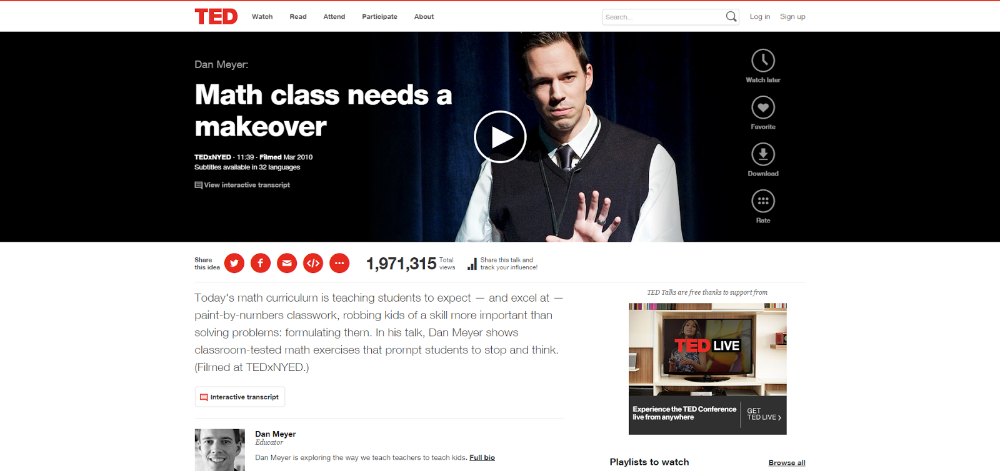 TED
Watch
Read
Attend
Participate
About
Search...
Log in
Sign up
Dan Meyer:
Math class needs a
makeover
TEDxNYED · 11:39 · Filmed Mar 2010
Subtitles available in 32 languages
View interactive transcript
Watch later
Favorite
Download
Rate
Share
this idea
1,971,315
Total
views
Share this talk and
track your influence!
Today's math curriculum is teaching students to expect — and excel at —
paint-by-numbers classwork, robbing kids of a skill more important than
solving problems: formulating them. In his talk, Dan Meyer shows
classroom-tested math exercises that prompt students to stop and think.
(Filmed at TEDxNYED.)
Interactive transcript
Dan Meyer
Educator
Dan Meyer is exploring the way we teach teachers to teach kids. Full bio
TED Talks are free thanks to support from
TED LIVE
Experience the TED Conference
live from anywhere
GET
TED LIVE
Playlists to watch
Browse all